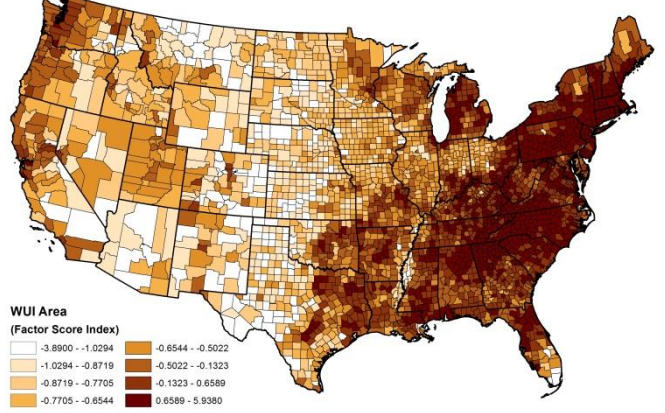 WUI Area
(Factor Score Index)
-3.8900 - -1.0294
-1.0294 - -0.8719
-0.8719 - -0.7705
-0.7705 - -0.6544
-0.6544 - -0.5022
-0.5022 - -0.1323
-0.1323 - 0.6589
0.6589 - 5.9380